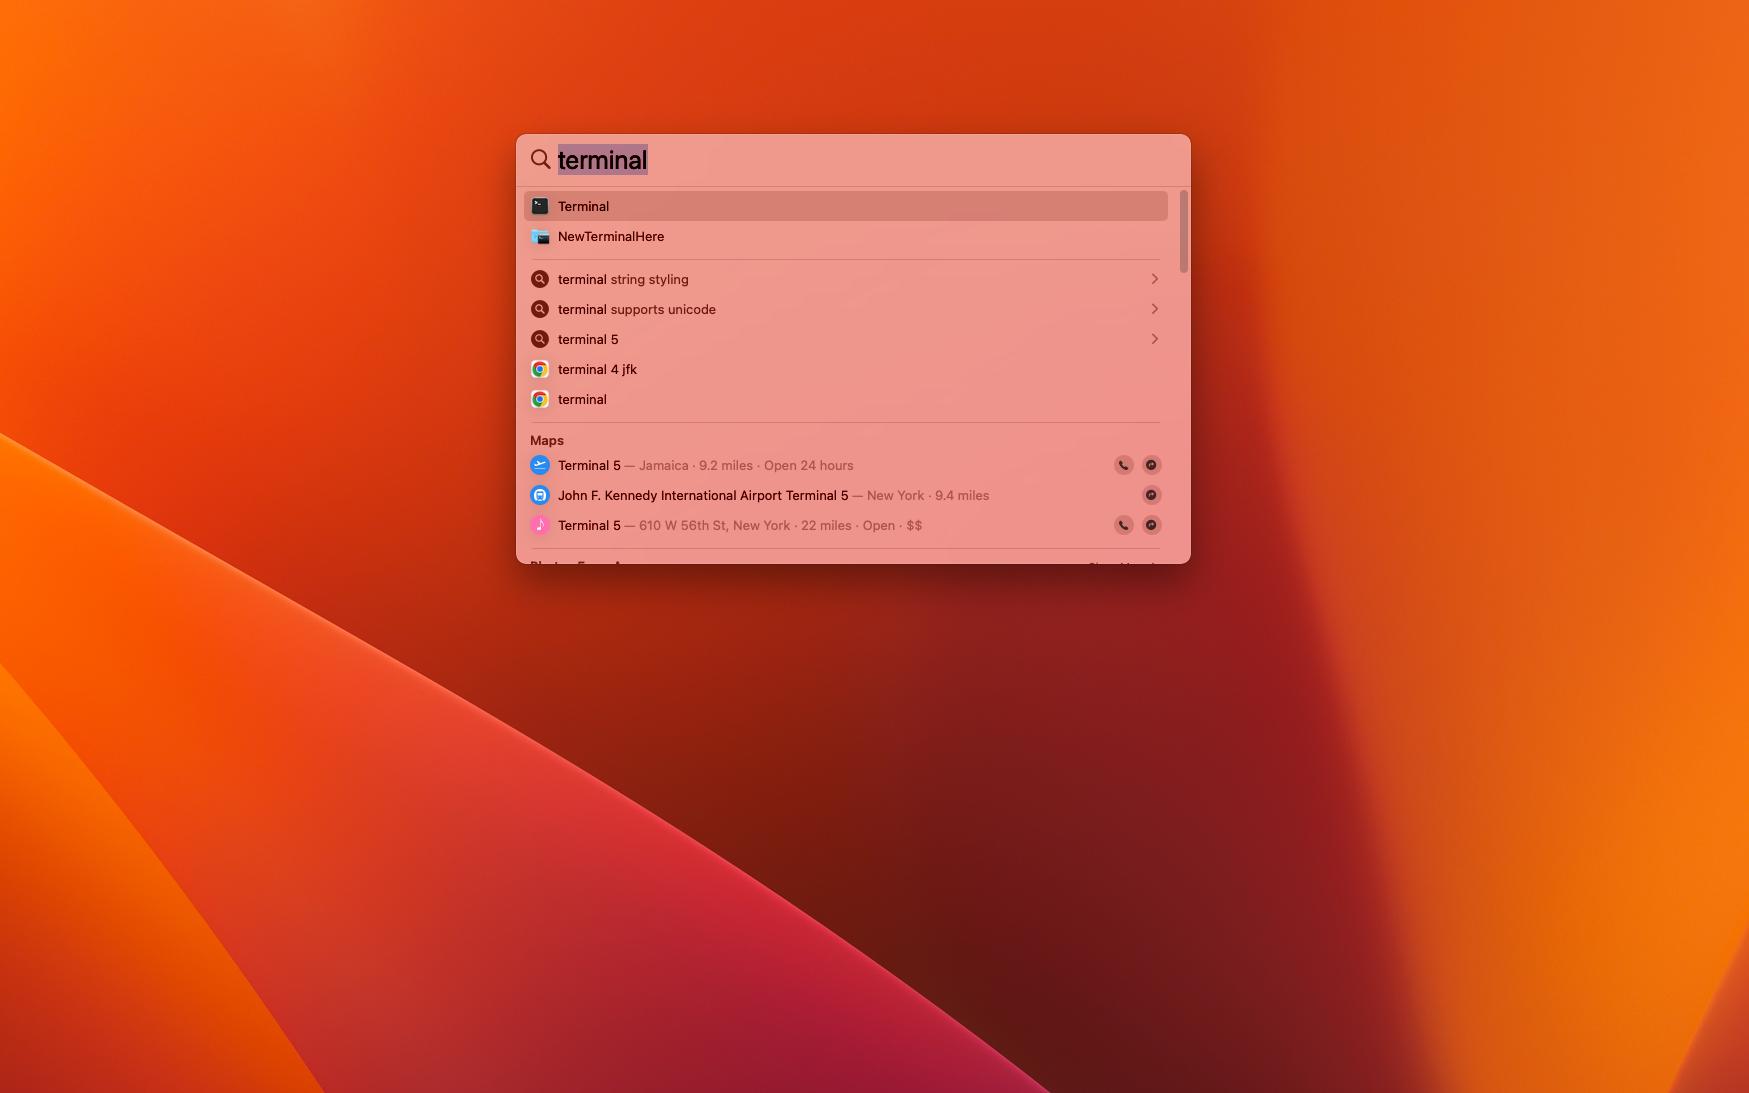 terminal
Terminal
NewTerminalHere
terminal string styling
terminal supports unicode
terminal 5
terminal 4 jfk
terminal
Maps
Terminal 5 — Jamaica · 9.2 miles · Open 24 hours
John F. Kennedy International Airport Terminal 5 — New York · 9.4 miles
Terminal 5 — 610 W 56th St, New York · 22 miles · Open · $$